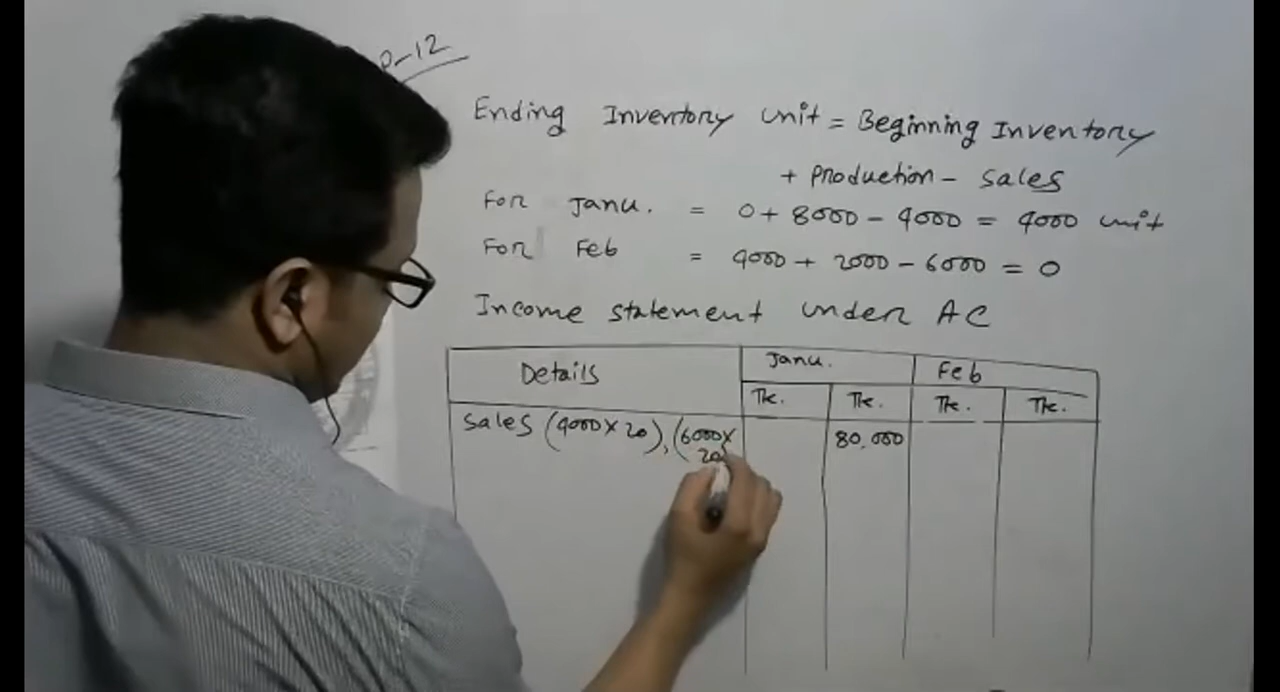 0-12
Ending Inventory unit = Beginning Inventory
+ production - sales
For Janu. = 0 + 8000 - 4000 = 4000 unit
For Feb = 4000 + 2000 - 6000 = 0
Income statement under AC
Details Janu. Feb
Tk. Tk. Tk. Tk.
sales (4000 x 20), (6000 x 80,000
20